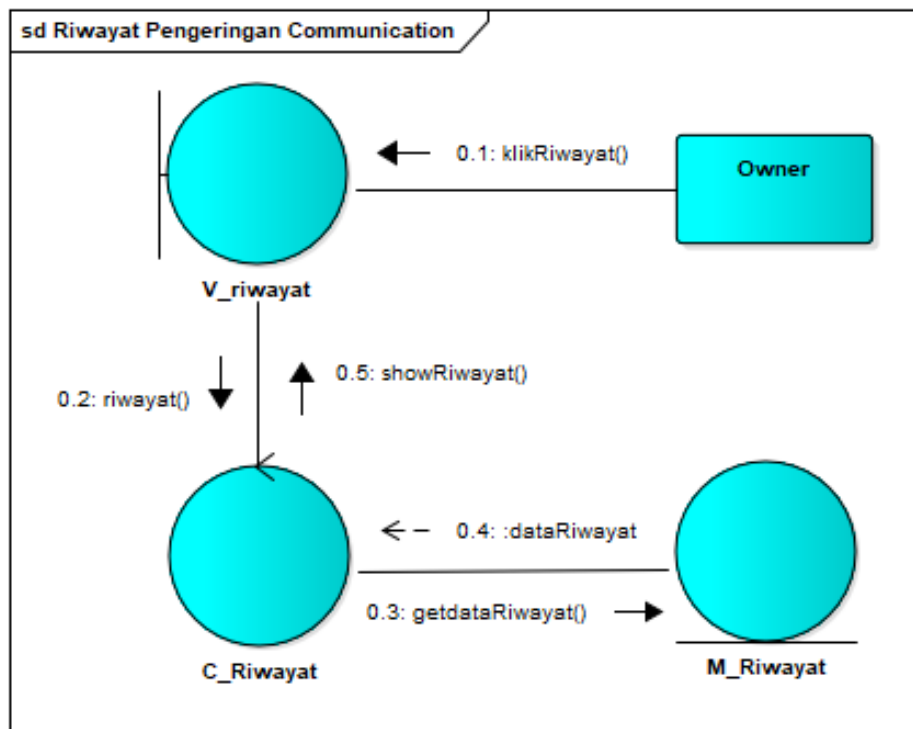 sd Riwayat Pengeringan Communication
0.1: klikRiwayat()
Owner
V_riwayat
0.5: showRiwayat()
0.2: riwayat()
0.4: :dataRiwayat
0.3: getdataRiwayat()
C_Riwayat
M_Riwayat